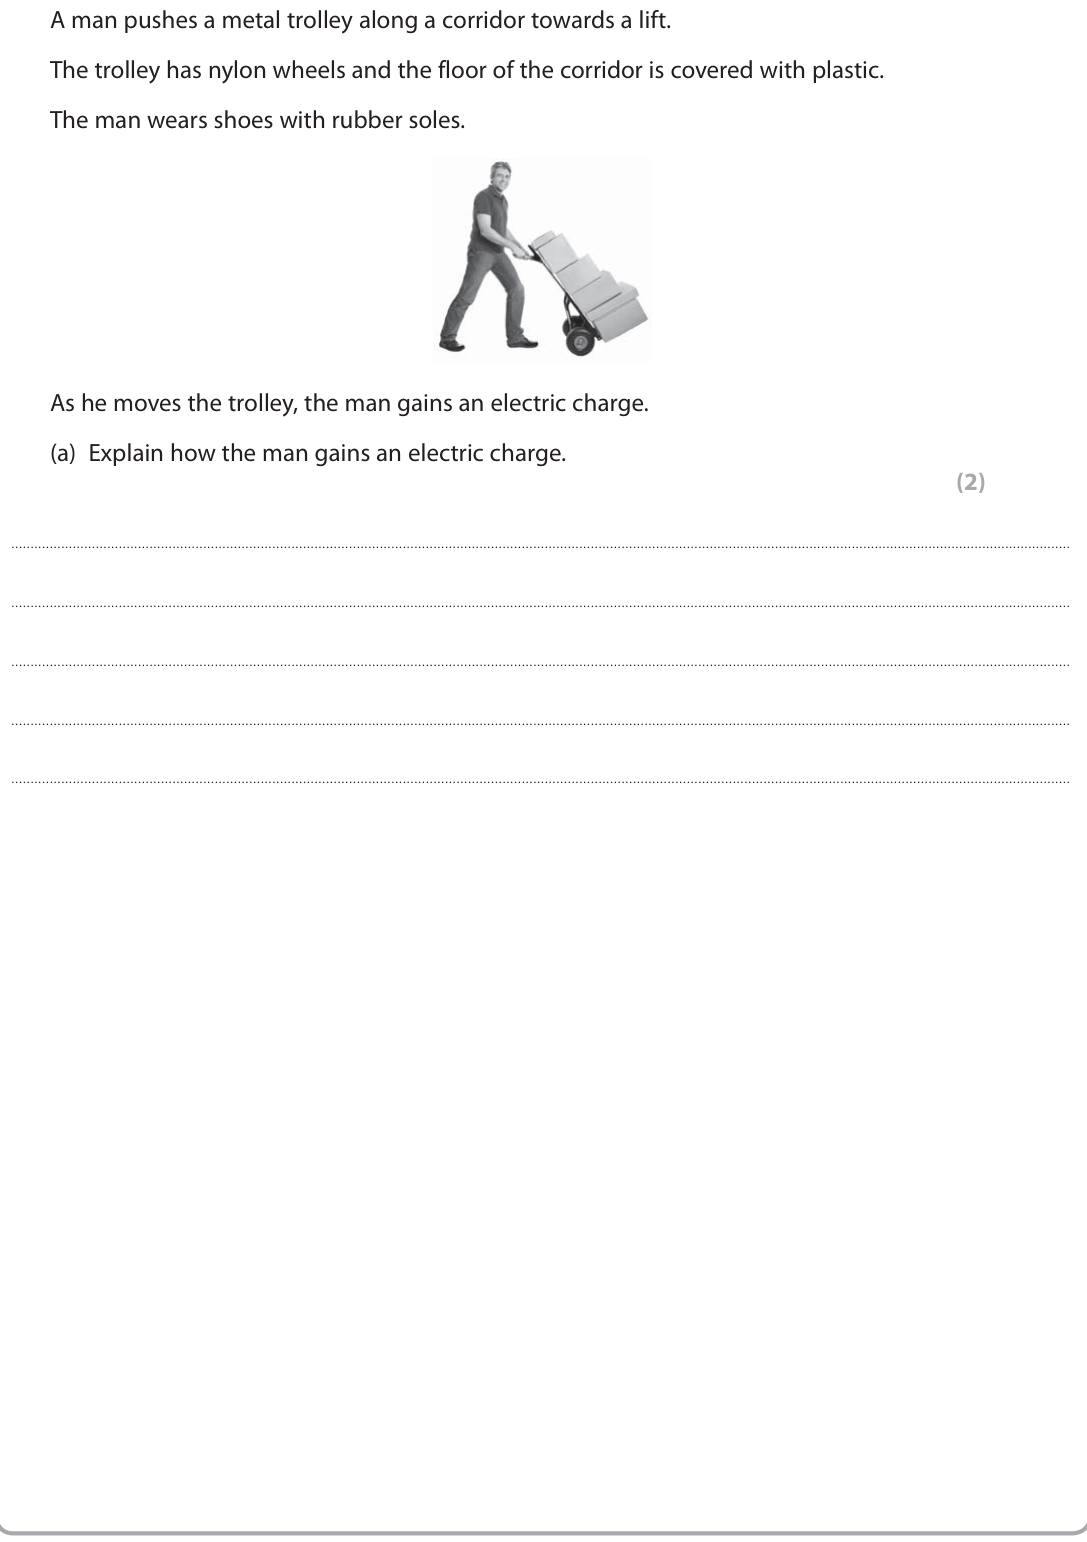 A man pushes a metal trolley along a corridor towards a lift.
The trolley has nylon wheels and the floor of the corridor is covered with plastic.
The man wears shoes with rubber soles.
As he moves the trolley, the man gains an electric charge.
(a) Explain how the man gains an electric charge.
(2)